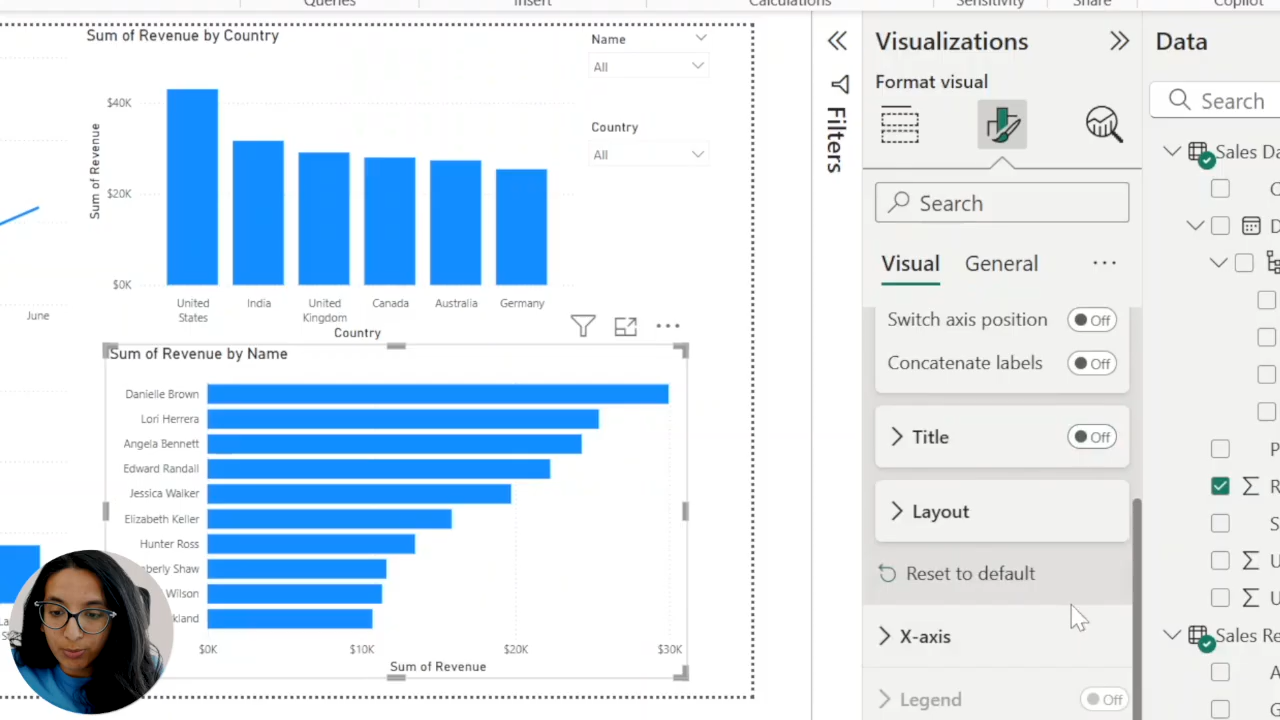 Queries
Insert
Calculations
Sensitivity
Share
Copilot
Sum of Revenue by Country
Sum of Revenue
$40K
$20K
$0K
United States
India
United Kingdom
Canada
Australia
Germany
Country
June
Name
All
Country
All
Sum of Revenue by Name
Danielle Brown
Lori Herrera
Angela Bennett
Edward Randall
Jessica Walker
Elizabeth Keller
Hunter Ross
Shaw
Wilson
$0K
$10K
$20K
$30K
Sum of Revenue
Filters
Visualizations
Format visual
Search
Visual
General
Switch axis position
Off
Concatenate labels
Off
Title
Off
Layout
Reset to default
X-axis
Legend
Off
Data
Search
Sales Da
D
P
R
S
U
U
Sales Re
A
G